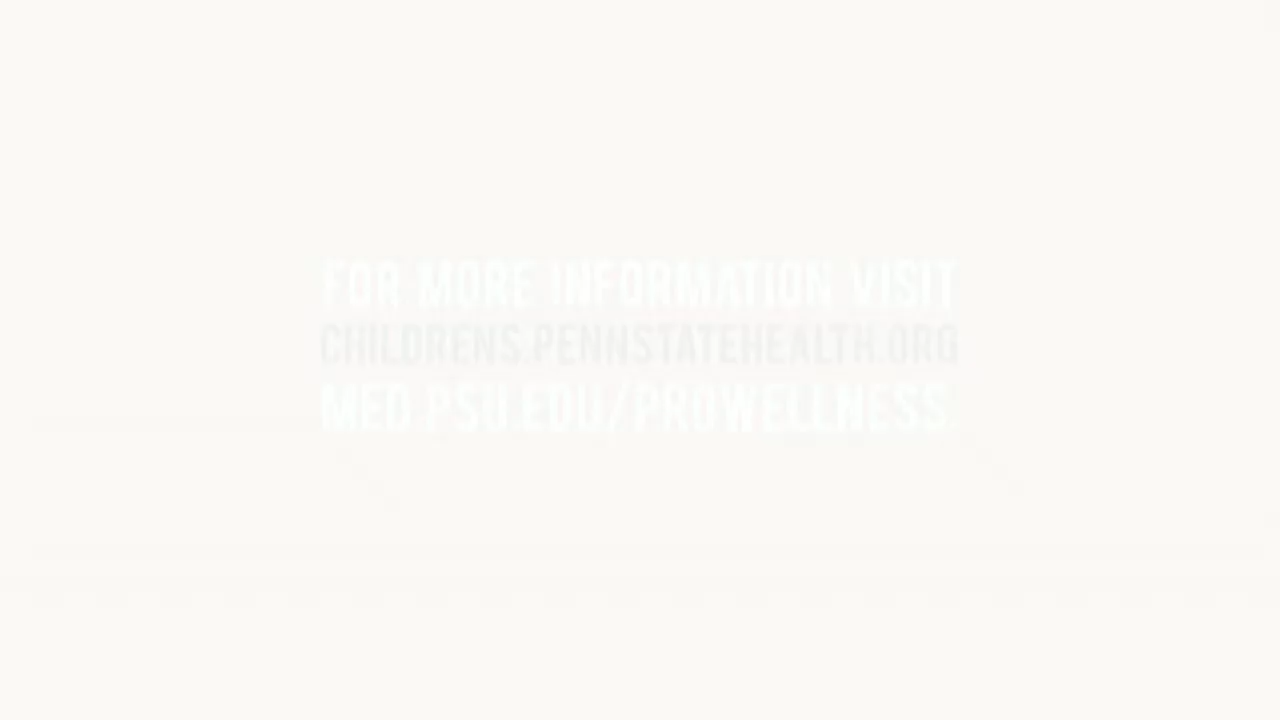 FOR MORE INFORMATION VISIT
CHILDRENS.PENNSTATEHEALTH.ORG
MED.PSU.EDU/PROWELLNESS